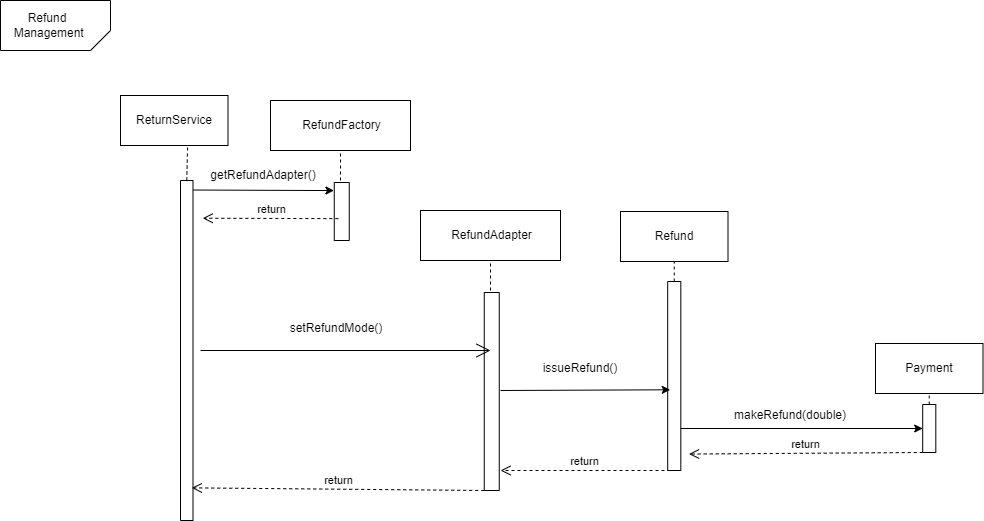 Refund
Management
ReturnService
RefundFactory
getRefundAdapter()
return
RefundAdapter
Refund
setRefundMode()
issueRefund()
Payment
makeRefund(double)
return
return
return